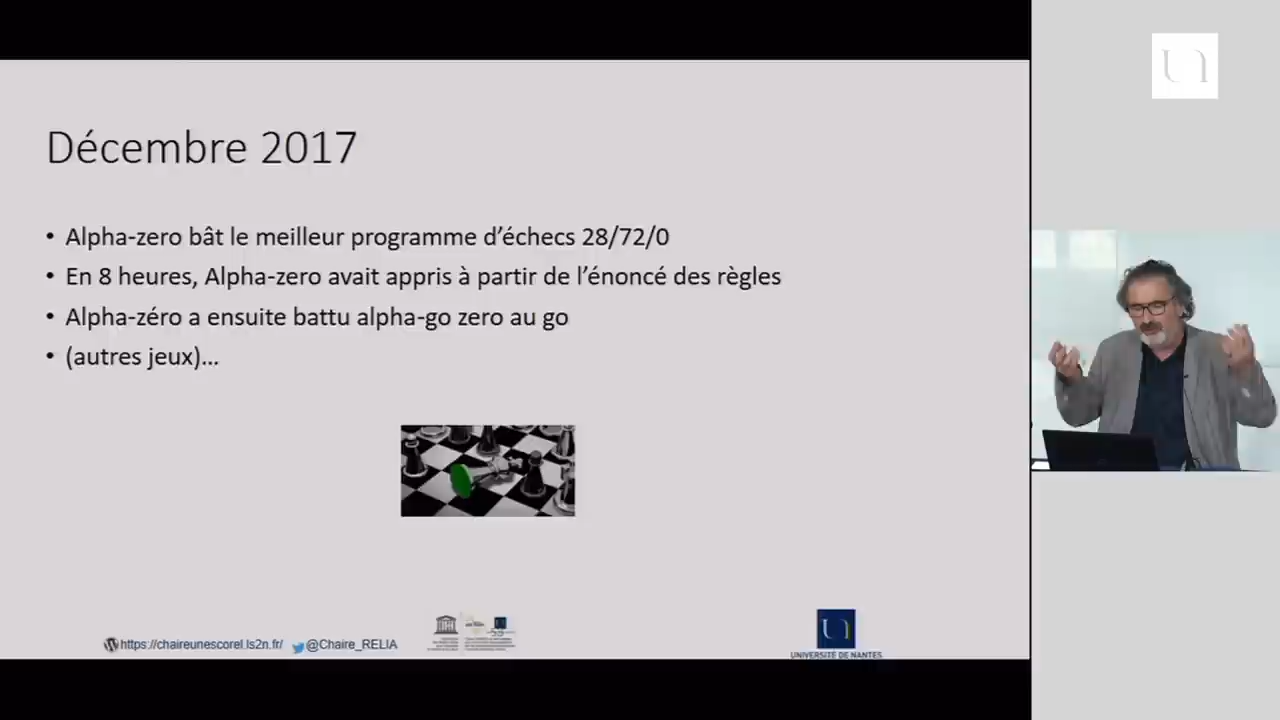 Décembre 2017
• Alpha-zero bât le meilleur programme d’échecs 28/72/0
• En 8 heures, Alpha-zero avait appris à partir de l’énoncé des règles
• Alpha-zéro a ensuite battu alpha-go zero au go
• (autres jeux)...
https://chaireunescorel.ls2n.fr/ @Chaire_RELIA
UNIVERSITÉ DE NANTES